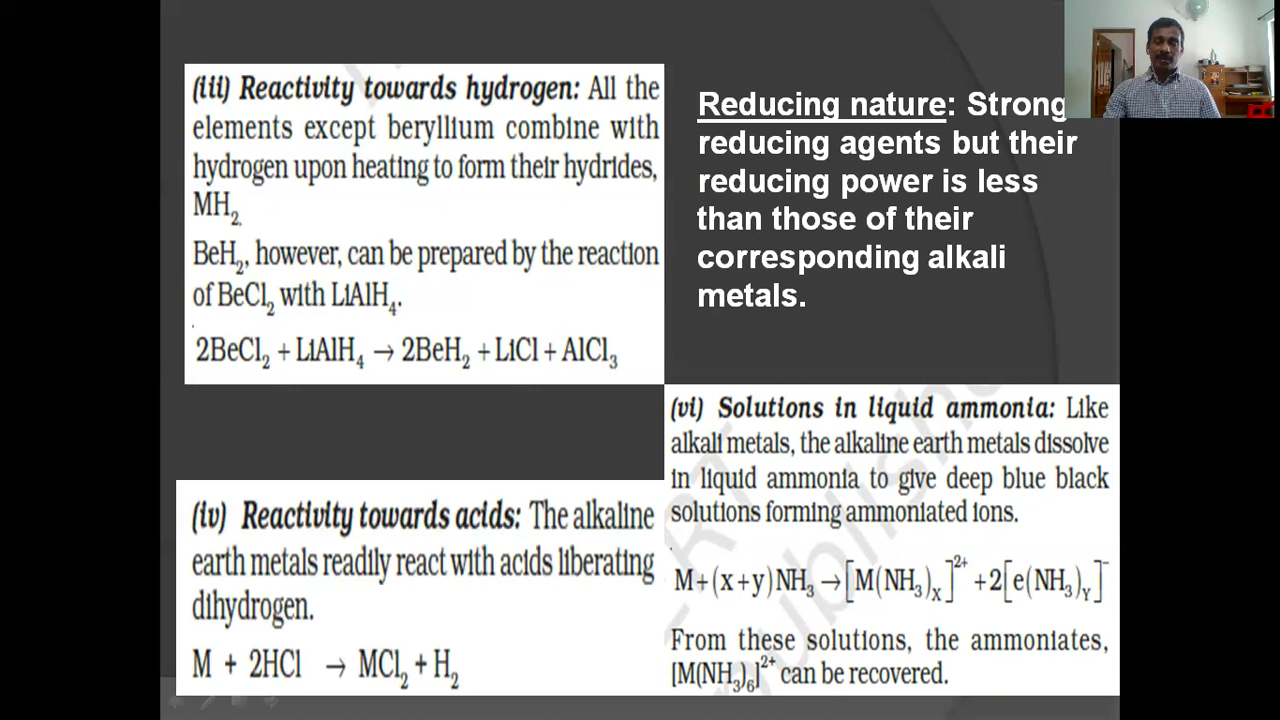 (iii) Reactivity towards hydrogen: All the
elements except beryllium combine with
hydrogen upon heating to form their hydrides,
MH₂.
BeH₂, however, can be prepared by the reaction
of BeCl₂ with LiAlH₄.
2BeCl₂ + LiAlH₄ → 2BeH₂ + LiCl + AlCl₃
Reducing nature: Strong
reducing agents but their
reducing power is less
than those of their
corresponding alkali
metals.
(iv) Reactivity towards acids: The alkaline
earth metals readily react with acids liberating
dihydrogen.
M + 2HCl → MCl₂ + H₂
(vi) Solutions in liquid ammonia: Like
alkali metals, the alkaline earth metals dissolve
in liquid ammonia to give deep blue black
solutions forming ammoniated ions.
M+(x+y)NH₃ → [M(NH₃)ₓ]²⁺ + 2[e(NH₃)Y]⁻
From these solutions, the ammoniates,
[M(NH₃)₆]²⁺ can be recovered.